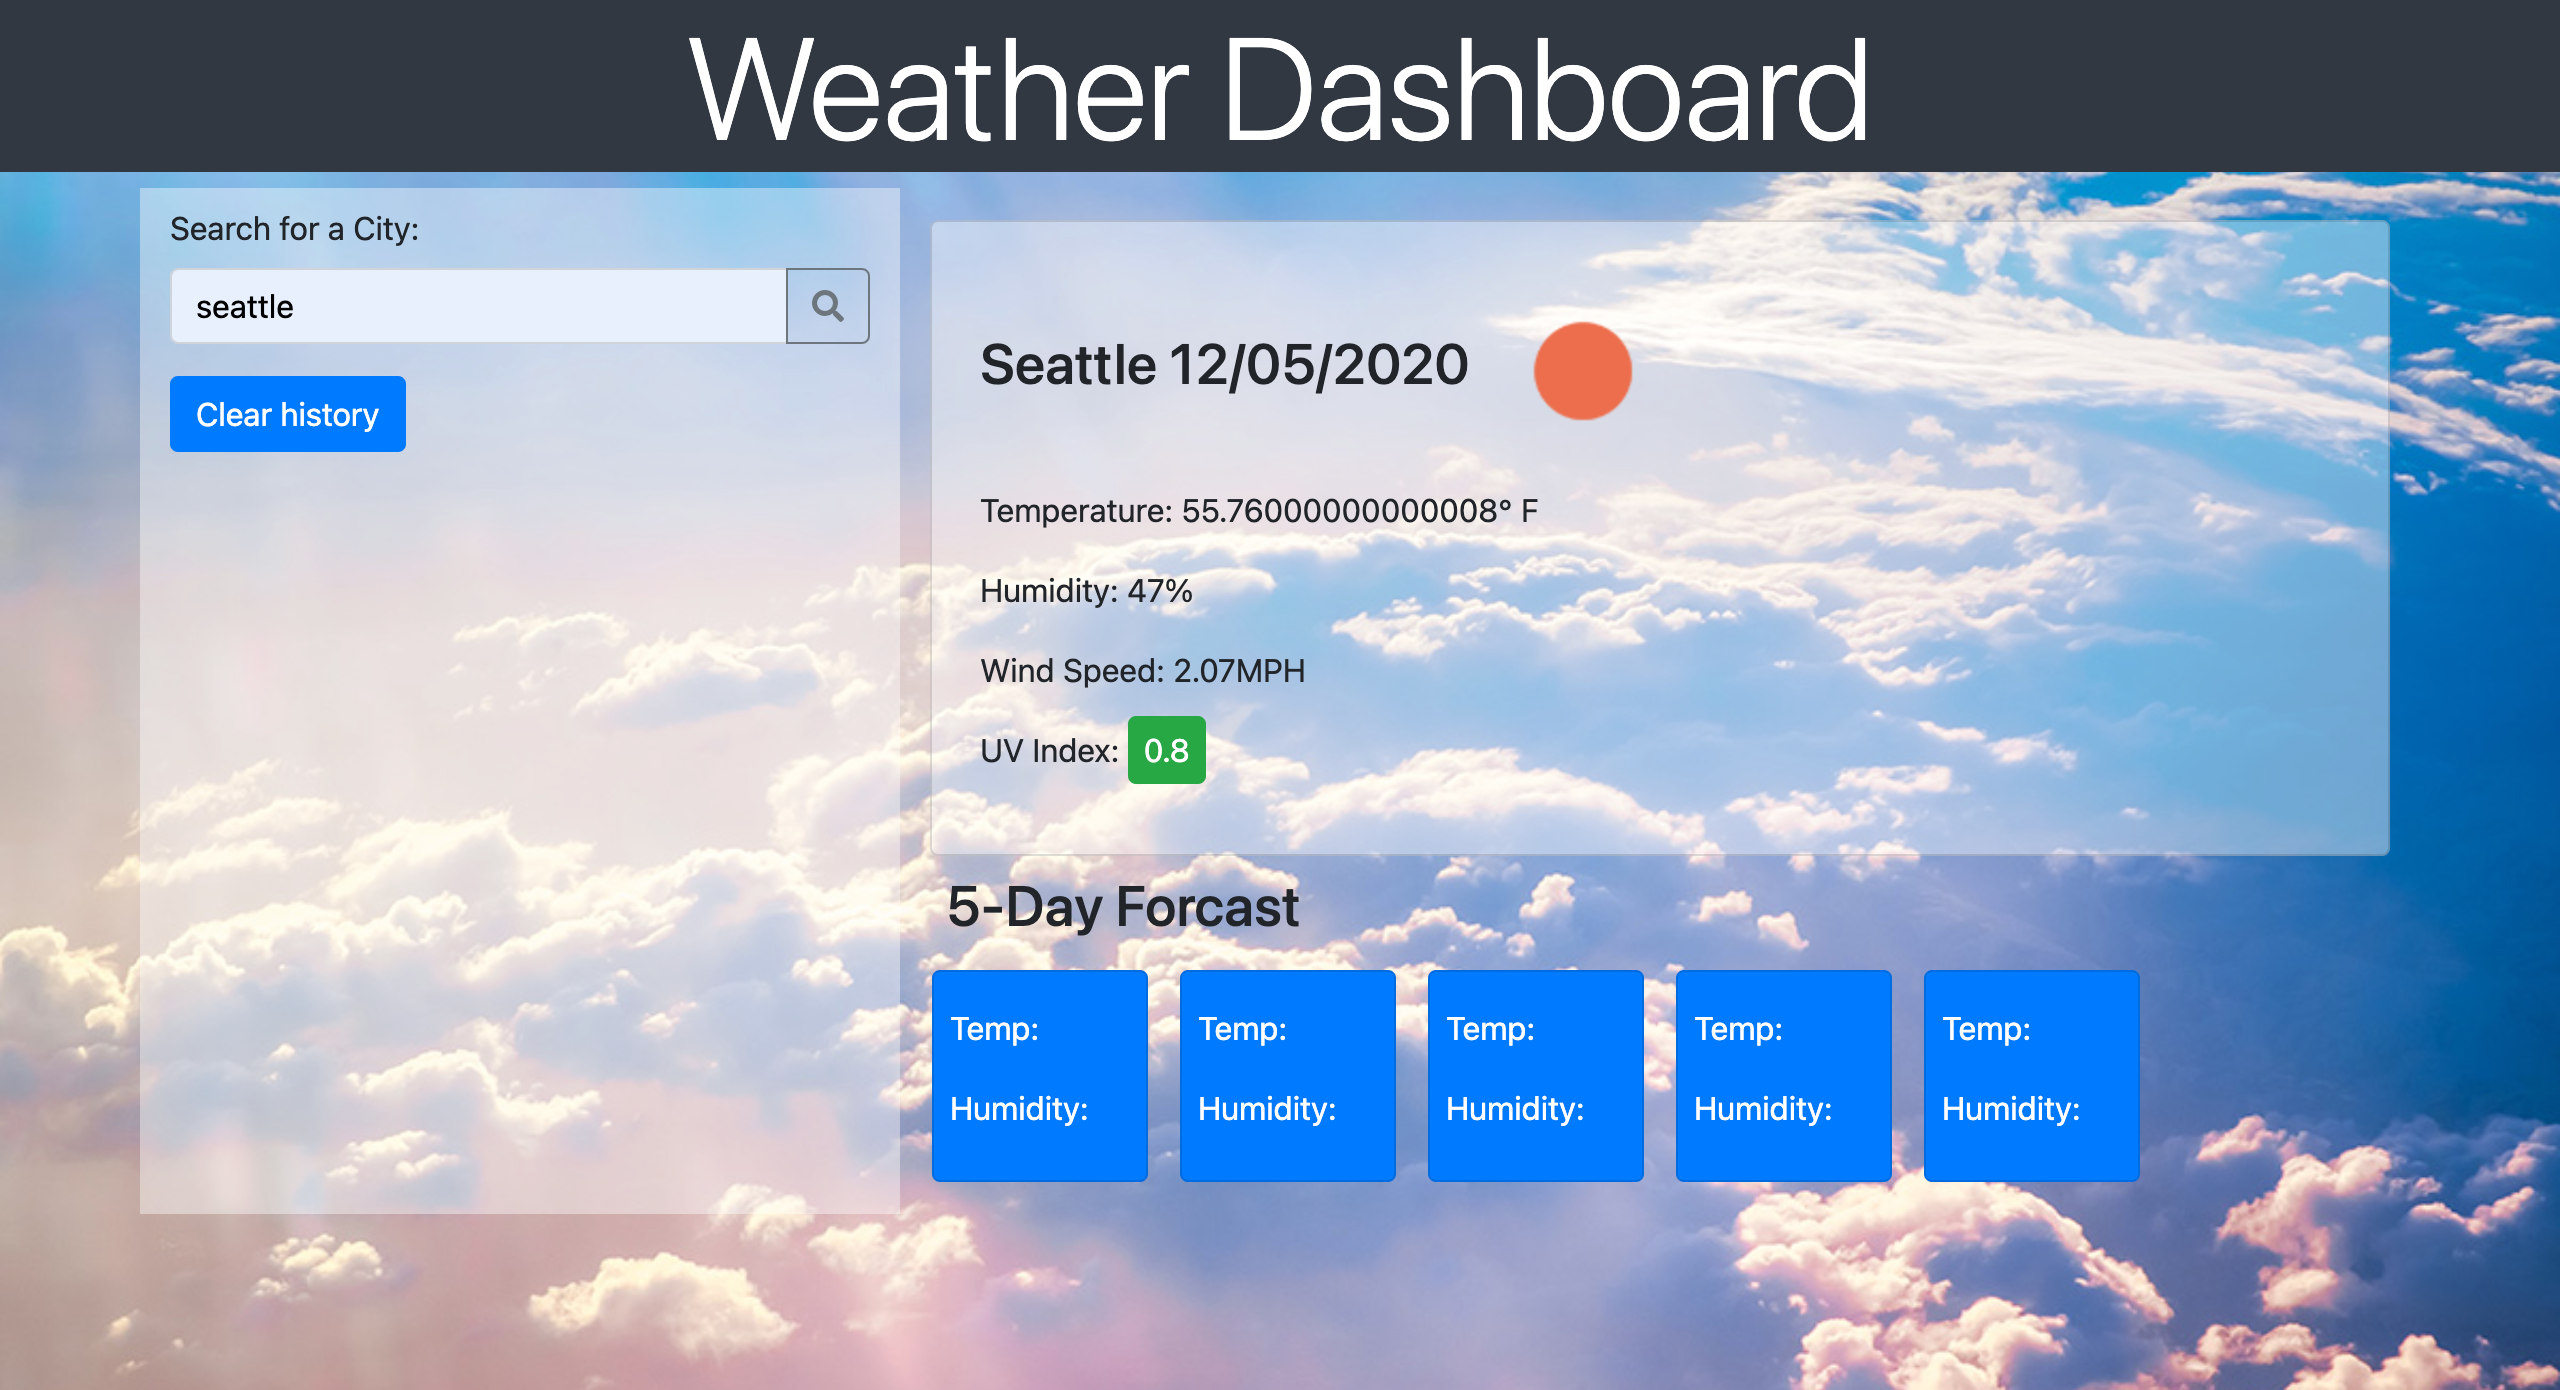 Weather Dashboard
Search for a City:
seattle
Clear history
Seattle 12/05/2020
Temperature: 55.76000000000008° F
Humidity: 47%
Wind Speed: 2.07MPH
UV Index: 0.8
5-Day Forcast
Temp: Temp: Temp: Temp: Temp:
Humidity: Humidity: Humidity: Humidity: Humidity: